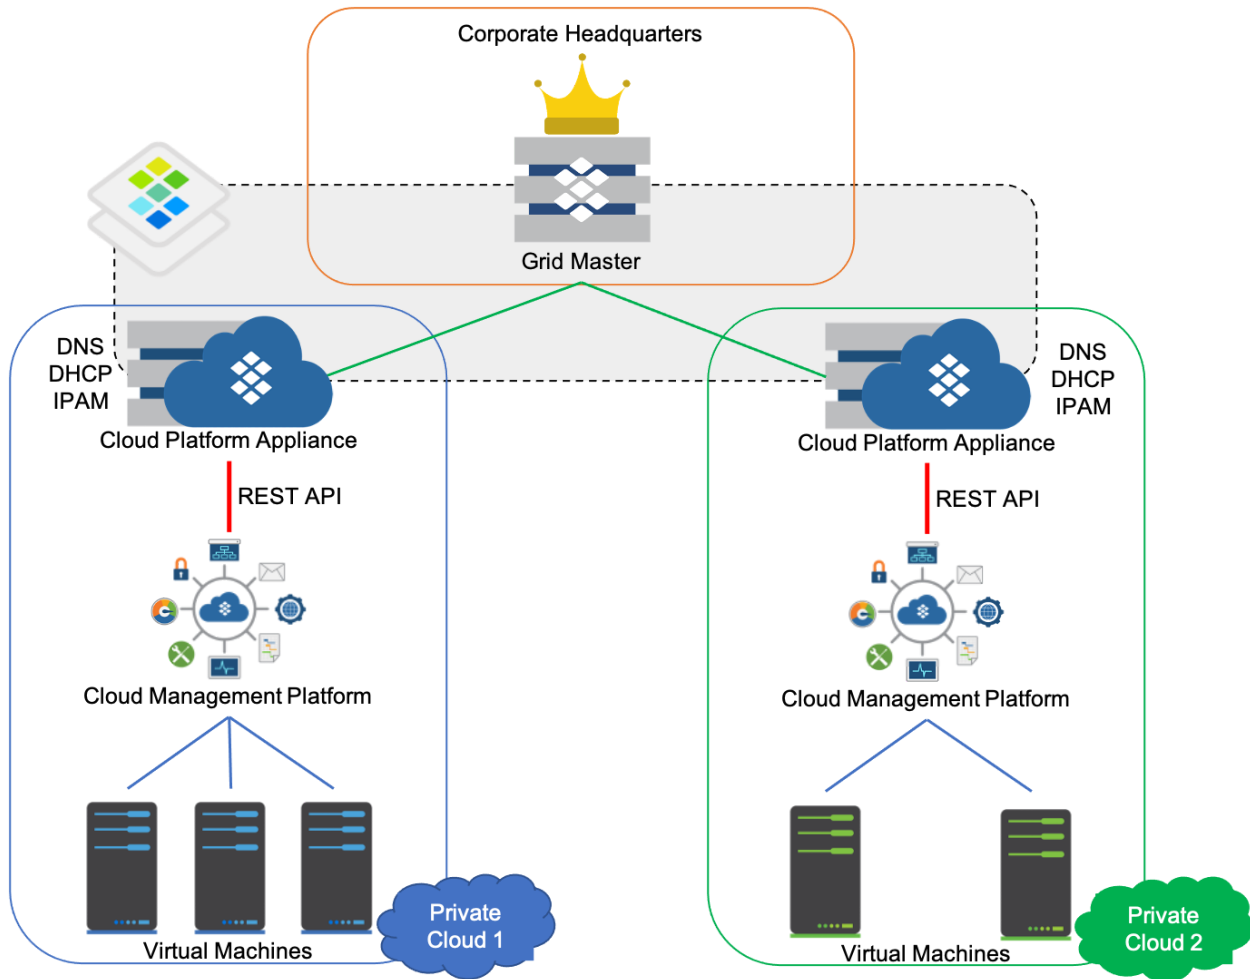 Corporate Headquarters
Grid Master
DNS
DHCP
IPAM
Cloud Platform Appliance
REST API
Cloud Management Platform
Virtual Machines
Private
Cloud 1
DNS
DHCP
IPAM
Cloud Platform Appliance
REST API
Cloud Management Platform
Virtual Machines
Private
Cloud 2